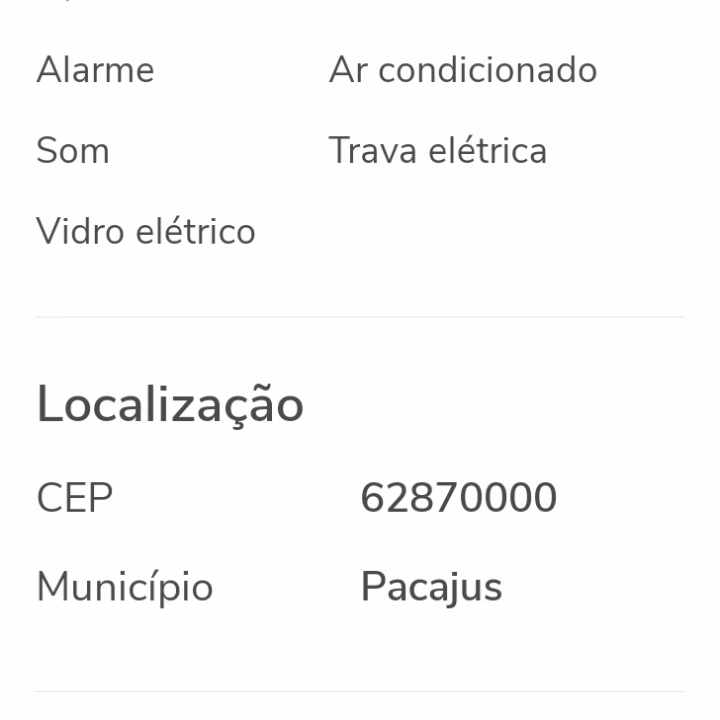 Alarme Ar condicionado
Som Trava elétrica
Vidro elétrico
Localização
CEP 62870000
Município Pacajus